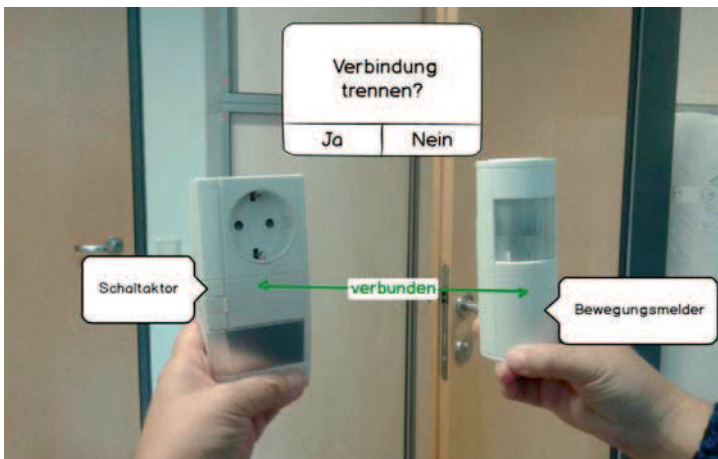 Verbindung
trennen?
Ja Nein
Schaltaktor
verbunden
Bewegungsmelder